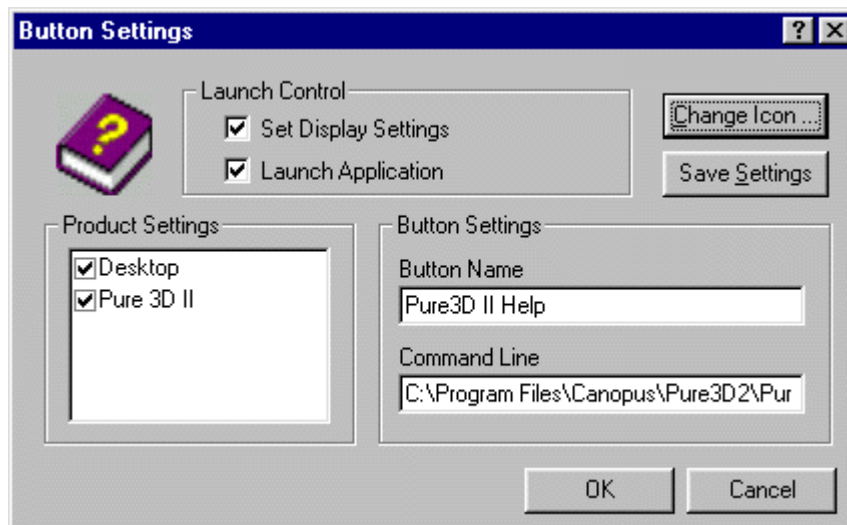 Button Settings
?
Launch Control
Set Display Settings
Launch Application
Change Icon ...
Save Settings
Product Settings
Desktop
Pure 3D II
Button Settings
Button Name
Pure3D II Help
Command Line
C:\Program Files\Canopus\Pure3D2\Pur
OK
Cancel